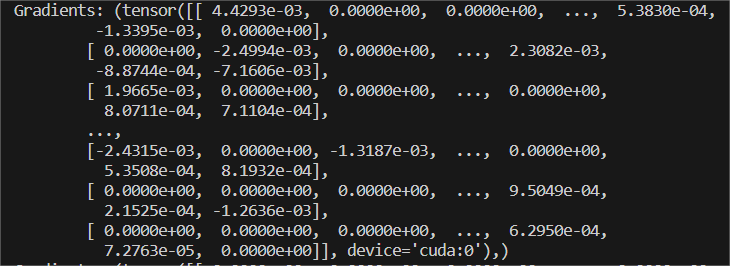 Gradients: (tensor([[ 4.4293e-03,  0.0000e+00,  0.0000e+00,  ...,  5.3830e-04,
         -1.3395e-03,  0.0000e+00],
        [ 0.0000e+00, -2.4994e-03,  0.0000e+00,  ...,  2.3082e-03,
         -8.8744e-04, -7.1606e-03],
        [ 1.9665e-03,  0.0000e+00,  0.0000e+00,  ...,  0.0000e+00,
          8.0711e-04,  7.1104e-04],
        ...,
        [-2.4315e-03,  0.0000e+00, -1.3187e-03,  ...,  0.0000e+00,
          5.3508e-04,  8.1932e-04],
        [ 0.0000e+00,  0.0000e+00,  0.0000e+00,  ...,  9.5049e-04,
          2.1525e-04, -1.2636e-03],
        [ 0.0000e+00,  0.0000e+00,  0.0000e+00,  ...,  6.2950e-04,
          7.2763e-05,  0.0000e+00]], device='cuda:0'),)